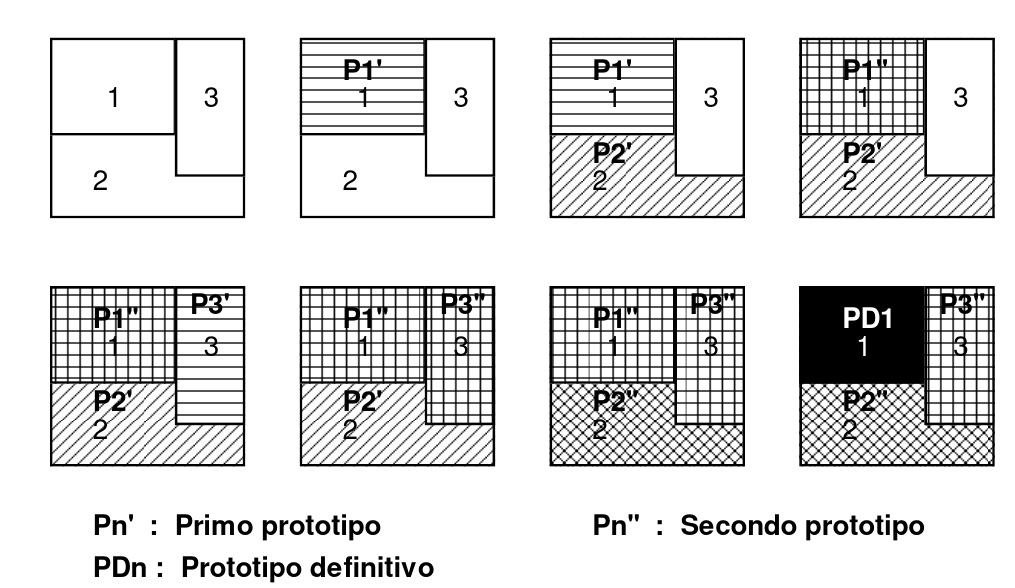 1 3
2
P1'
1 3
2
P1'
1 3
P2'
2
P1"
1 3
P2'
2
P1" P3'
1 3
P2'
2
P1" P3"
1 3
P2'
2
P1" P3"
1 3
P2"
2
PD1 P3"
1 3
P2"
2
Pn' : Primo prototipo Pn" : Secondo prototipo
PDn : Prototipo definitivo